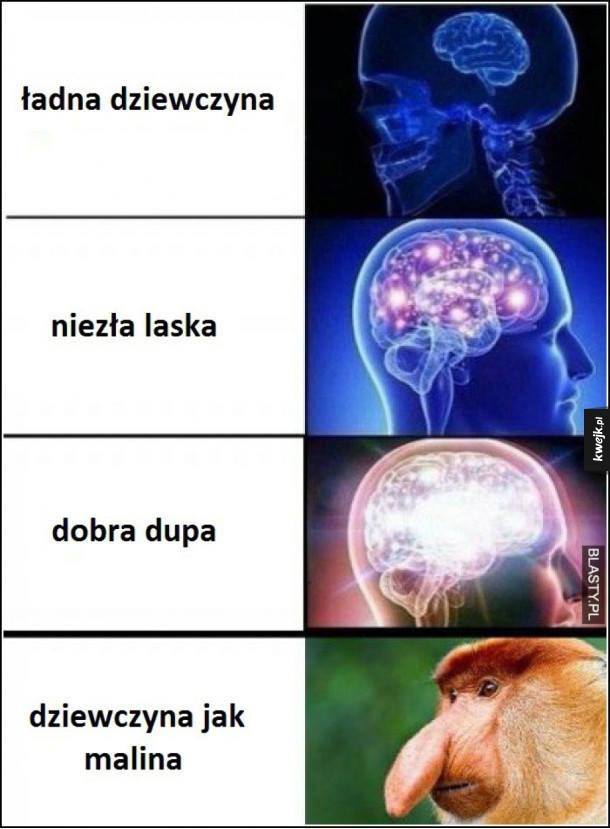 ładna dziewczyna
niezła laska
kwejk.pl
dobra dupa
BLASTY.PL
dziewczyna jak
malina